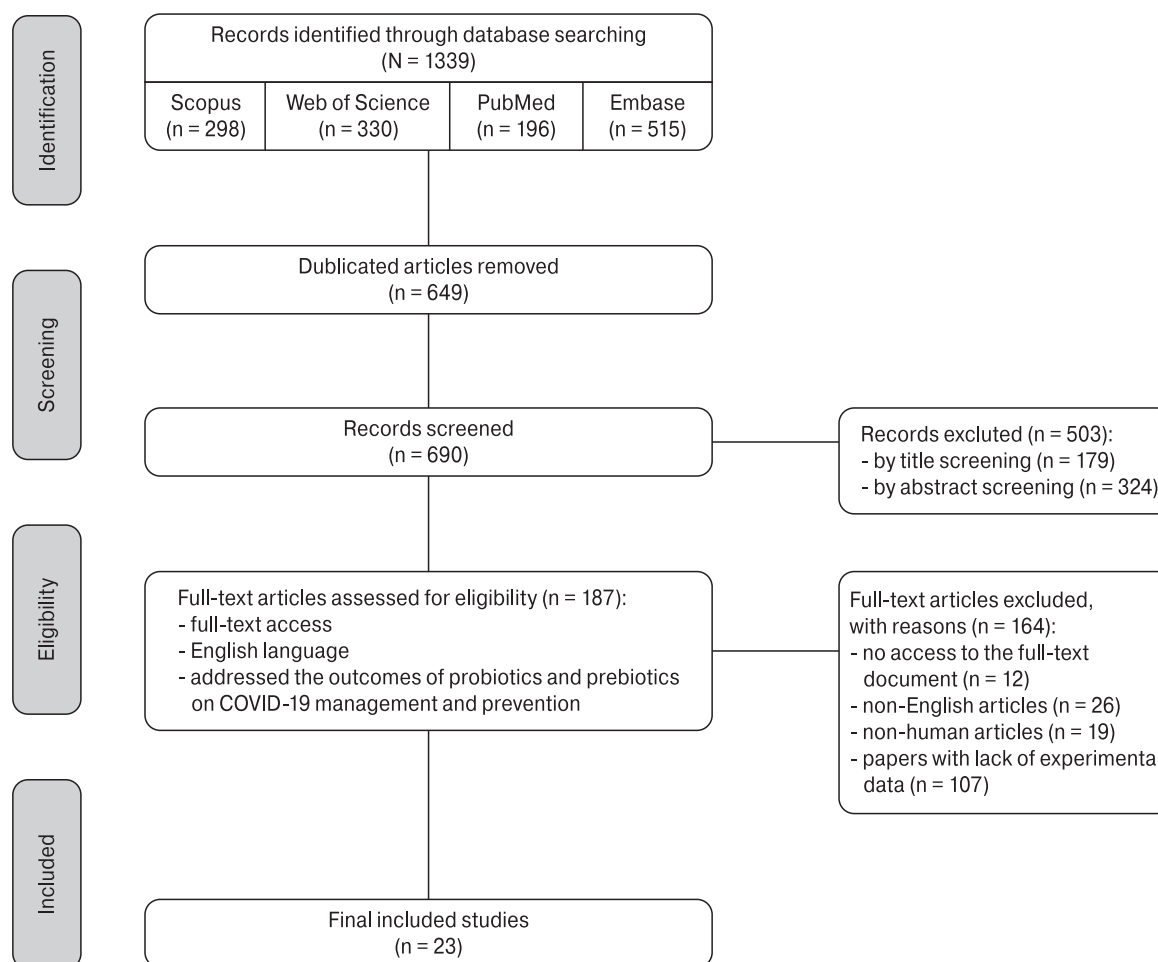 Identification
Records identified through database searching
(N = 1339)
Scopus
(n = 298)
Web of Science
(n = 330)
PubMed
(n = 196)
Embase
(n = 515)
Screening
Dublicated articles removed
(n = 649)
Records screened
(n = 690)
Records excluted (n = 503):
- by title screening (n = 179)
- by abstract screening (n = 324)
Eligibility
Full-text articles assessed for eligibility (n = 187):
- full-text access
- English language
- addressed the outcomes of probiotics and prebiotics
on COVID-19 management and prevention
Full-text articles excluded,
with reasons (n = 164):
- no access to the full-text
document (n = 12)
- non-English articles (n = 26)
- non-human articles (n = 19)
- papers with lack of experimenta
data (n = 107)
Included
Final included studies
(n = 23)